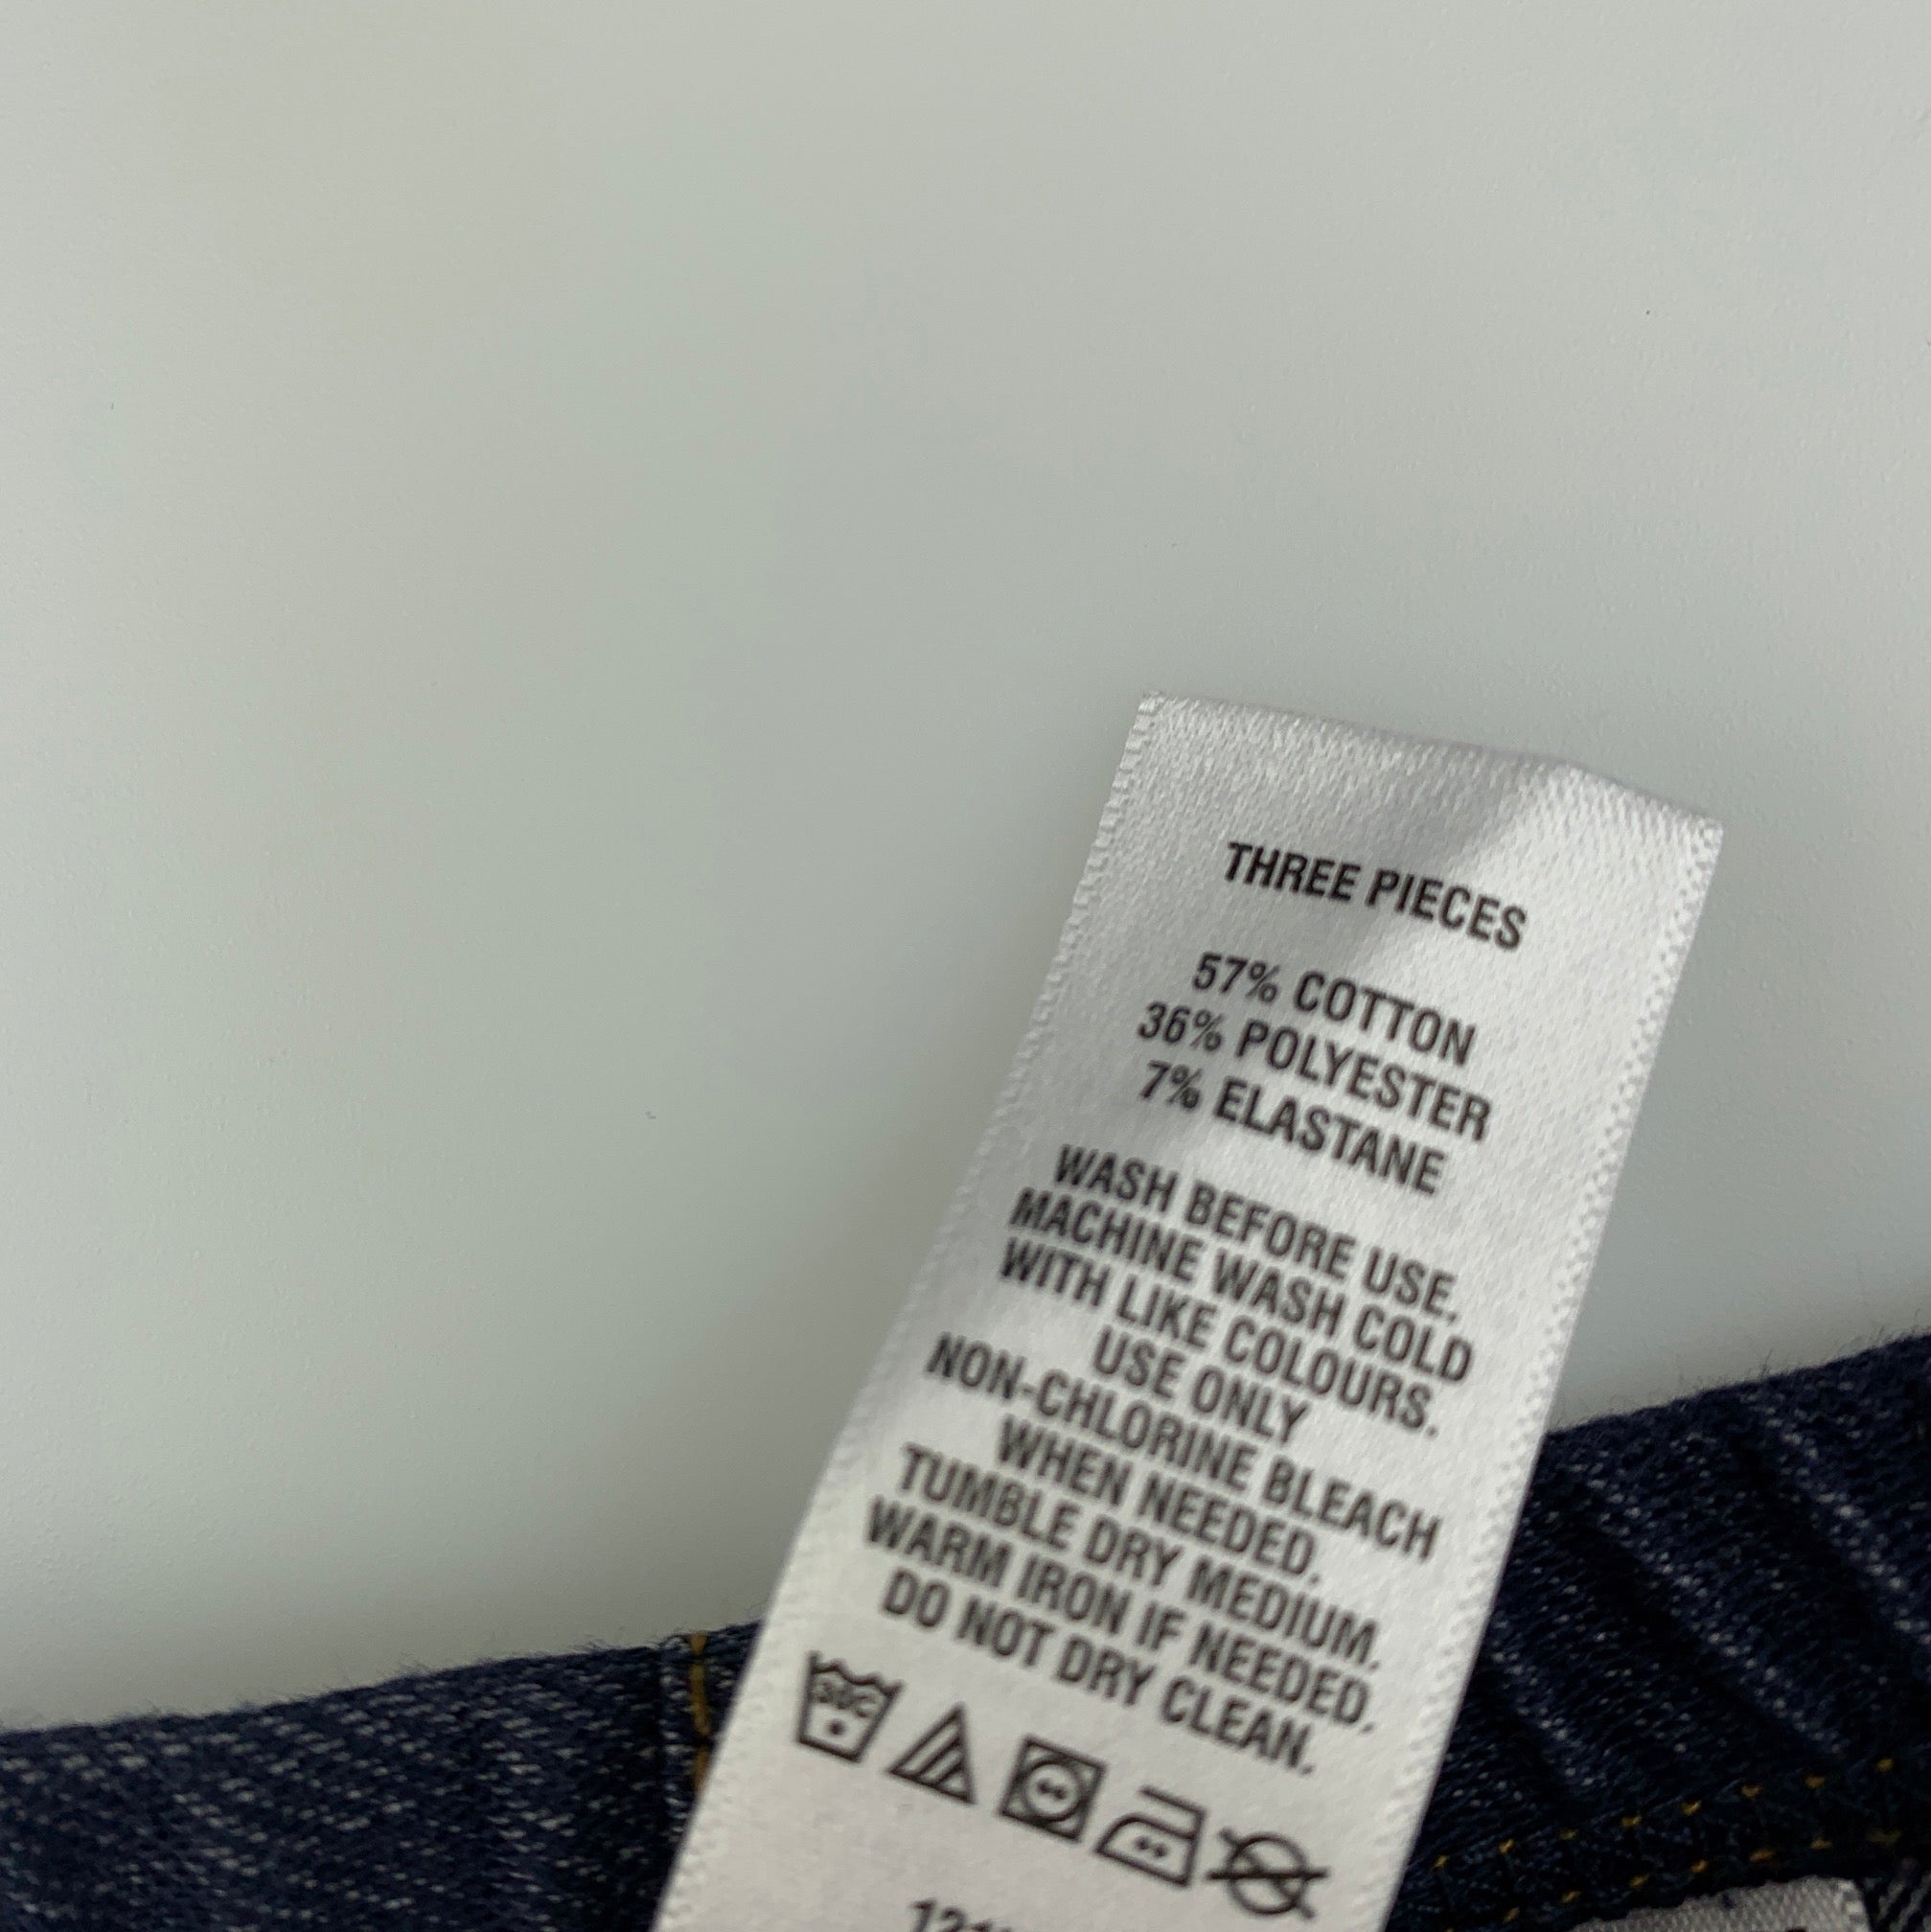 THREE PIECES
57% COTTON
36% POLYESTER
7% ELASTANE
WASH BEFORE USE.
MACHINE WASH COLD
WITH LIKE COLOURS.
USE ONLY
NON-CHLORINE BLEACH
WHEN NEEDED.
TUMBLE DRY MEDIUM.
WARM IRON IF NEEDED.
DO NOT DRY CLEAN.